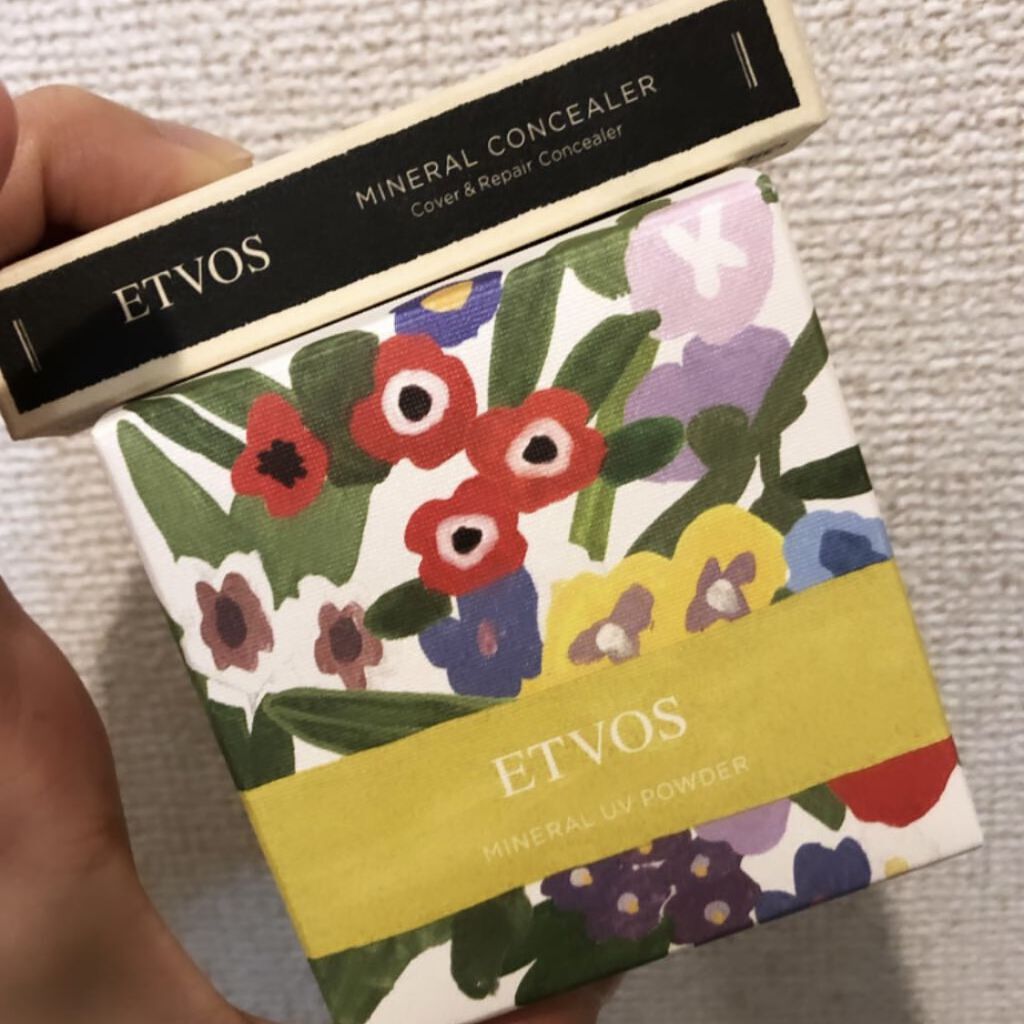 ETVOS
MINERAL CONCEALER
Cover & Repair Concealer
ETVOS
MINERAL UV POWDER